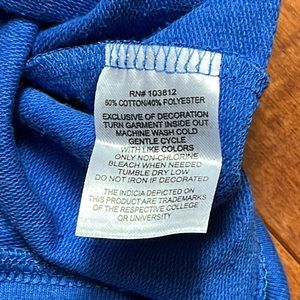 RN# 103812
60% COTTON/40% POLYESTER
EXCLUSIVE OF DECORATION
TURN GARMENT INSIDE OUT
MACHINE WASH COLD
GENTLE CYCLE
WITH LIKE COLORS
ONLY NON-CHLORINE
BLEACH WHEN NEEDED
TUMBLE DRY LOW
DO NOT IRON IF DECORATED
THE INDICIA DEPICTED ON
THIS PRODUCT ARE TRADEMARKS
OF THE RESPECTIVE COLLEGE
OR UNIVERSITY